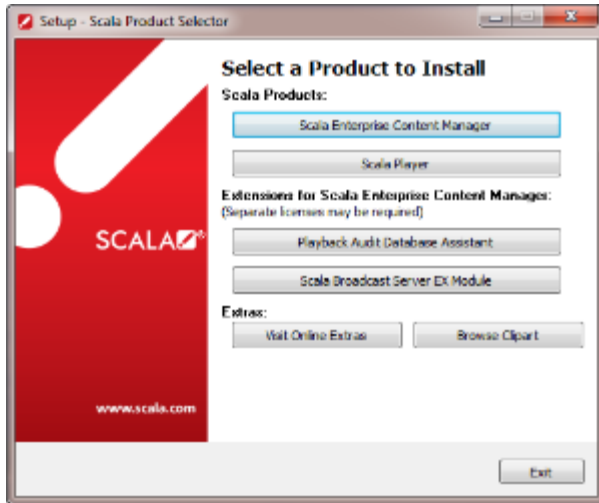 Setup - Scala Product Selector
Select a Product to Install
Scala Products:
Scala Enterprise Content Manager
Scala Player
Extensions for Scala Enterprise Content Manager:
(Separate licenses may be required)
SCALA®
Playback Audit Database Assistant
Scala Broadcast Server EX Module
Extras:
Visit Online Extras
Browse Clipart
www.scala.com
Exit